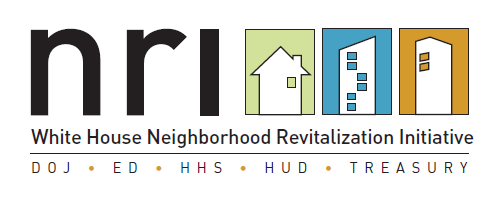 nri
White House Neighborhood Revitalization Initiative
DOJ • ED • HHS • HUD • TREASURY